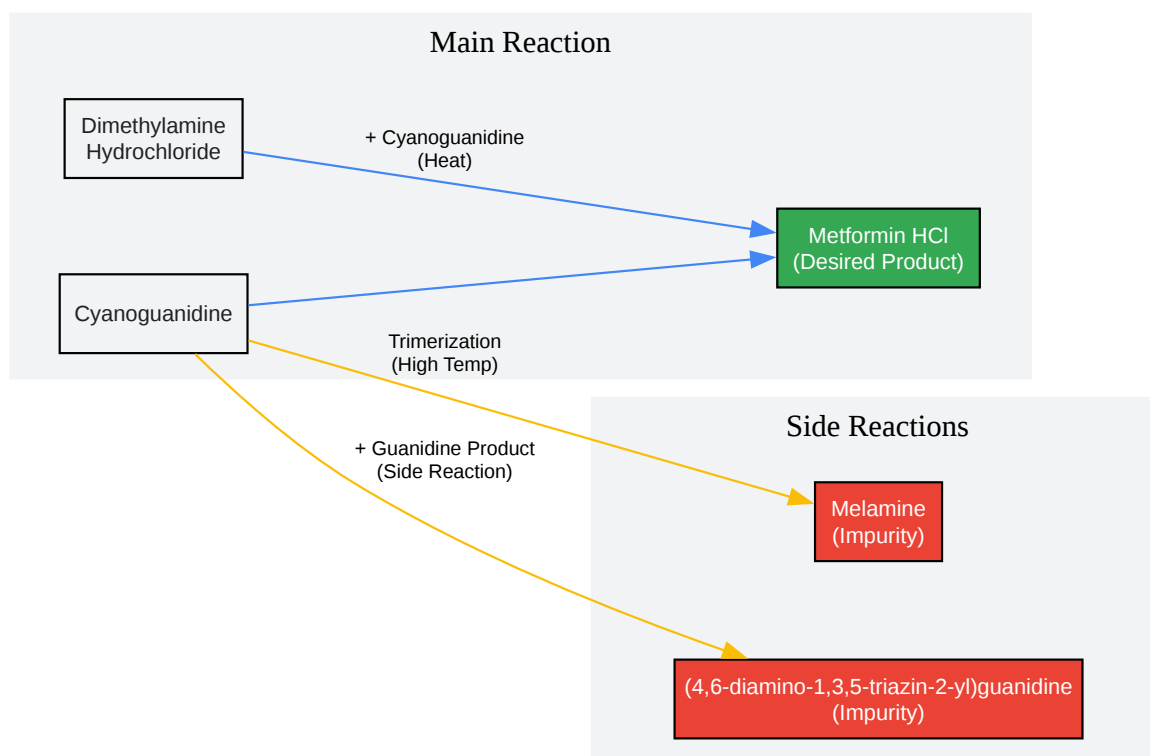 Main Reaction
Dimethylamine
Hydrochloride
+ Cyanoguanidine
(Heat)
Metformin HCl
(Desired Product)
Cyanoguanidine
Trimerization
(High Temp)
+ Guanidine Product
(Side Reaction)
Side Reactions
Melamine
(Impurity)
(4,6-diamino-1,3,5-triazin-2-yl)guanidine
(Impurity)